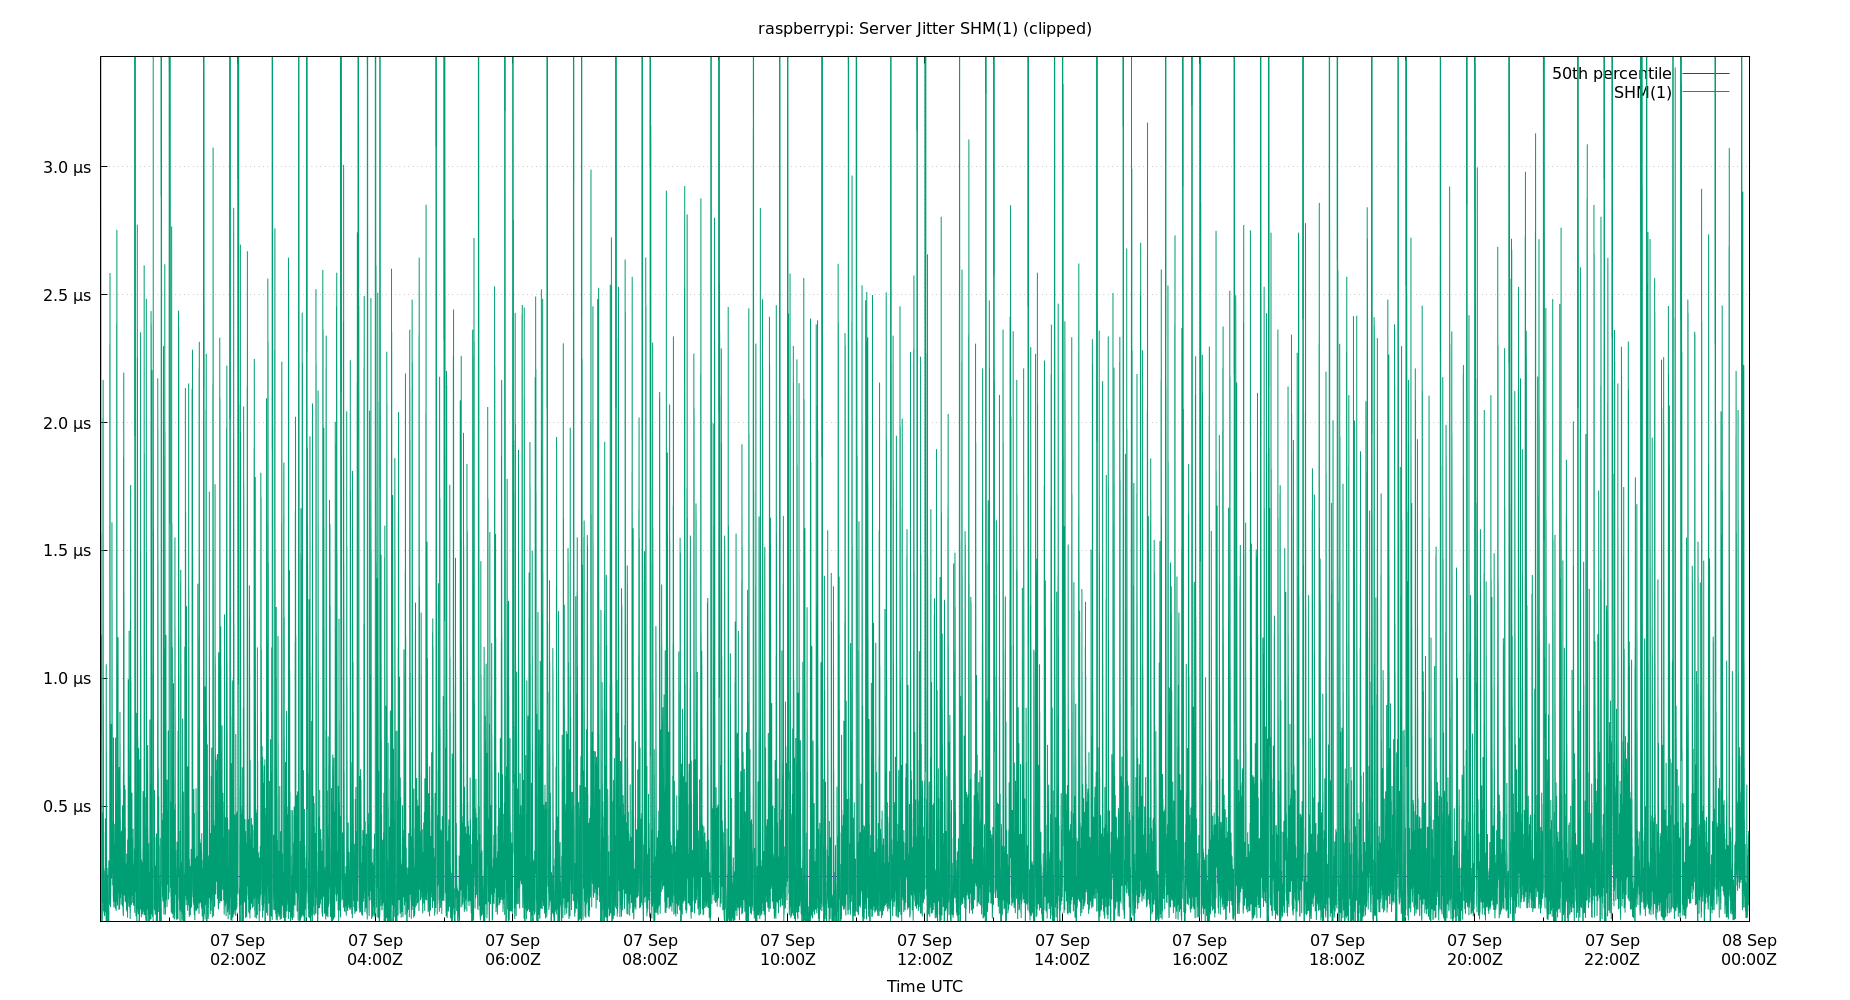 raspberrypi: Server Jitter SHM(1) (clipped)
50th percentile
SHM(1)
3.0 µs
2.5 µs
2.0 µs
1.5 µs
1.0 µs
0.5 µs
07 Sep 07 Sep 07 Sep 07 Sep 07 Sep 07 Sep 07 Sep 07 Sep 07 Sep 07 Sep 07 Sep 08 Sep
02:00Z 04:00Z 06:00Z 08:00Z 10:00Z 12:00Z 14:00Z 16:00Z 18:00Z 20:00Z 22:00Z 00:00Z
Time UTC